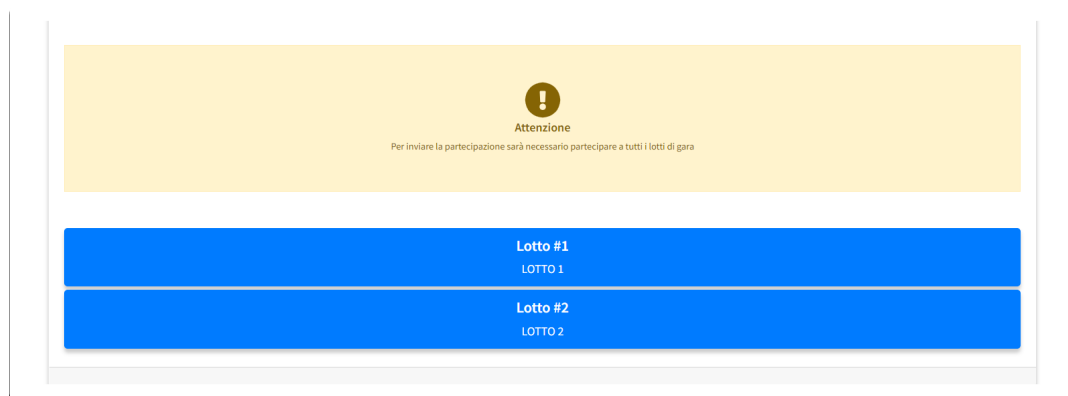 Attenzione
Per inviare la partecipazione sarà necessario partecipare a tutti i lotti di gara
Lotto #1
LOTTO 1
Lotto #2
LOTTO 2